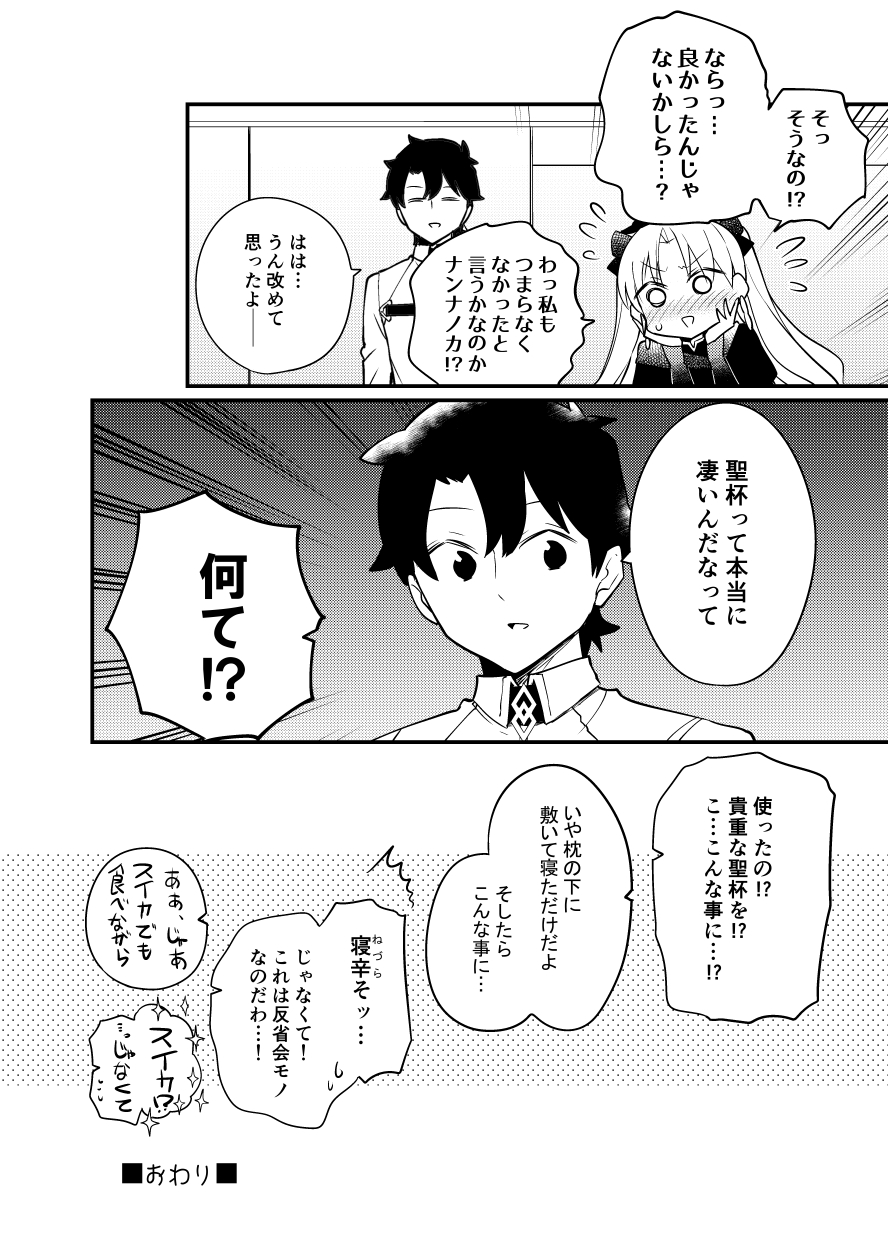 そっ
そうなの!?
ならっ…
良かったんじゃ
ないかしら…?
わっ私も
つまらなく
なかったと
言うかなのか
ナンナノカ!?
はは…
うん改めて
思ったよ――
聖杯って本当に
凄いんだなって
何て!?
使ったの!?
貴重な聖杯を!?
こ…こんな事に…!?
いや枕の下に
敷いて寝ただけだよ
そしたら
こんな事に…
寝辛そッ…
ねづら
じゃなくて!
これは反省会モノ
なのだわ…!
ああ、じゃあ
スイカでも
食べながら
スイカ!?
…っじゃなくて
■おわり■